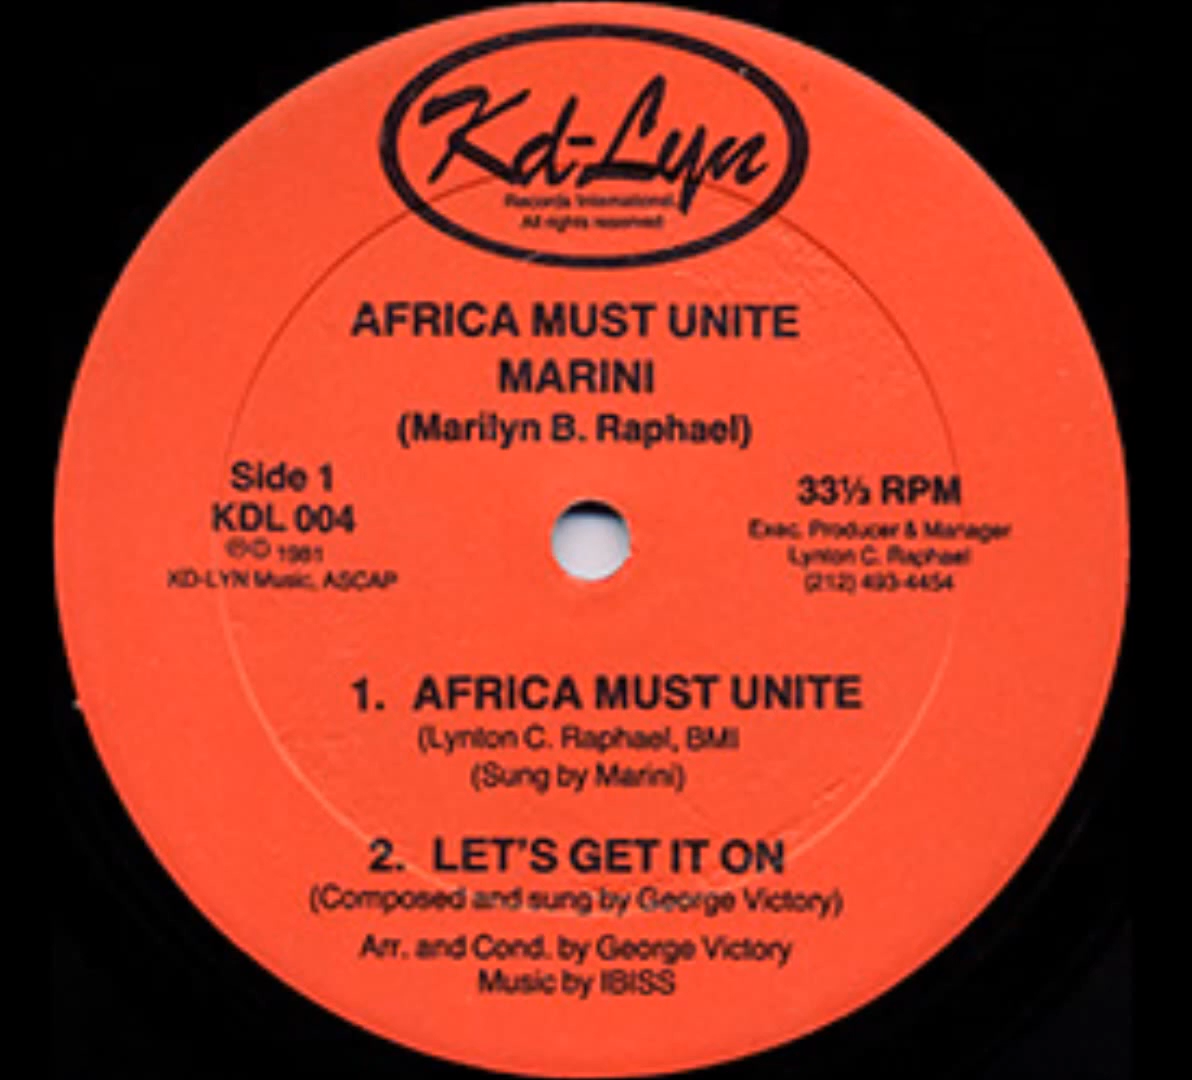 Kd-Lyn
Records International.
All rights reserved
AFRICA MUST UNITE
MARINI
(Marilyn B. Raphael)
Side 1
KDL 004
℗© 1981
KD-LYN Music, ASCAP
33⅓ RPM
Exec. Producer & Manager
Lynton C. Raphael
(212) 493-4454
1. AFRICA MUST UNITE
(Lynton C. Raphael, BMI
(Sung by Marini)
2. LET'S GET IT ON
(Composed and sung by George Victory)
Arr. and Cond. by George Victory
Music by IBISS